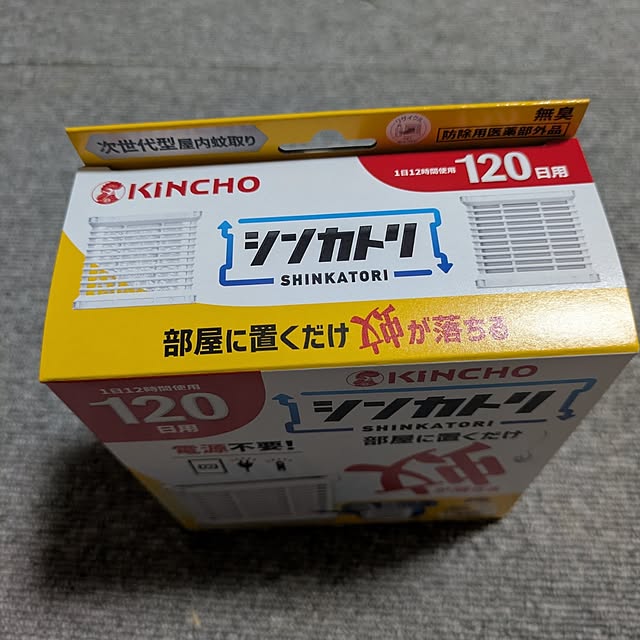 次世代型屋内蚊取り
無臭
防除用医薬部外品
KINCHO
1日12時間使用
120日用
シンカトリ
SHINKATORI
部屋に置くだけ蚊が落ちる
1日12時間使用
120
日用
KINCHO
シンカトリ
SHINKATORI
部屋に置くだけ
電源不要!
蚊